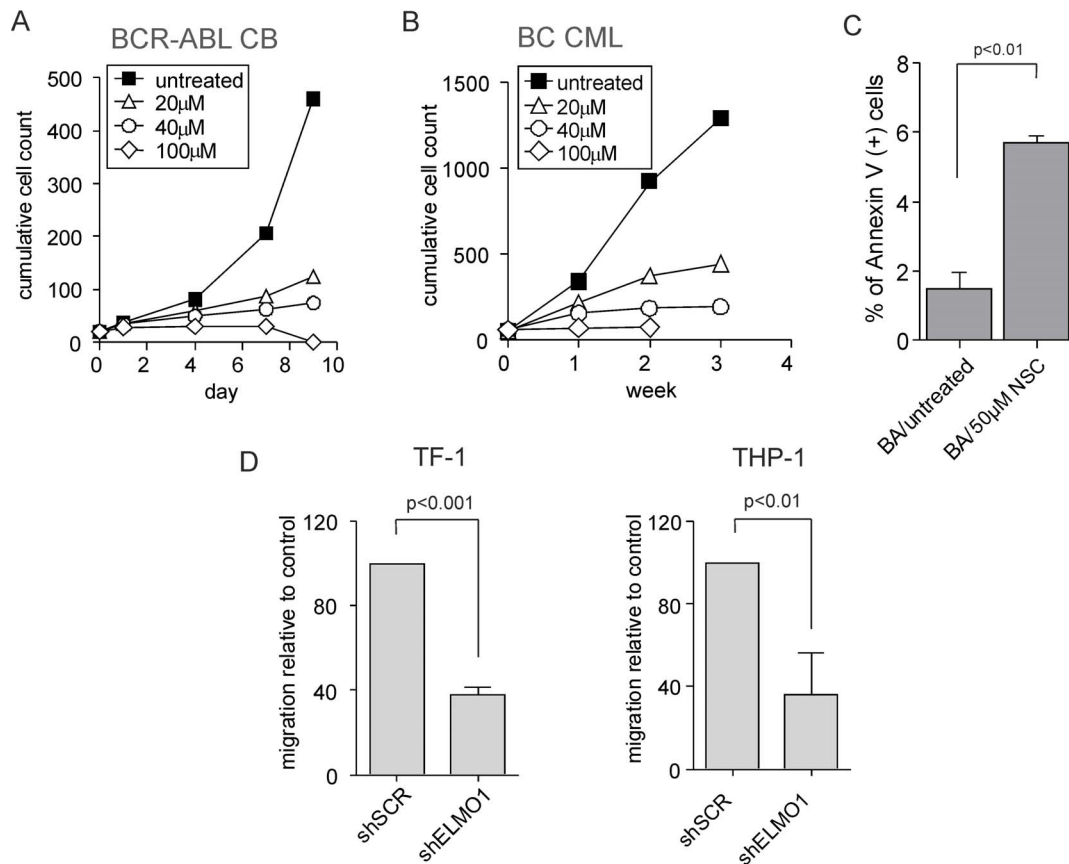 A
BCR-ABL CB
cumulative cell count
500
400
300
200
100
0
untreated
20µM
40µM
100µM
0 2 4 6 8 10
day
B
BC CML
cumulative cell count
1500
1000
500
0
untreated
20µM
40µM
100µM
0 1 2 3 4
week
C
p<0.01
% of Annexin V (+) cells
8
6
4
2
0
BA/untreated
BA/50µM NSC
D
TF-1
p<0.001
migration relative to control
120
80
40
0
shSCR
shELMO1
THP-1
p<0.01
migration relative to control
120
80
40
0
shSCR
shELMO1